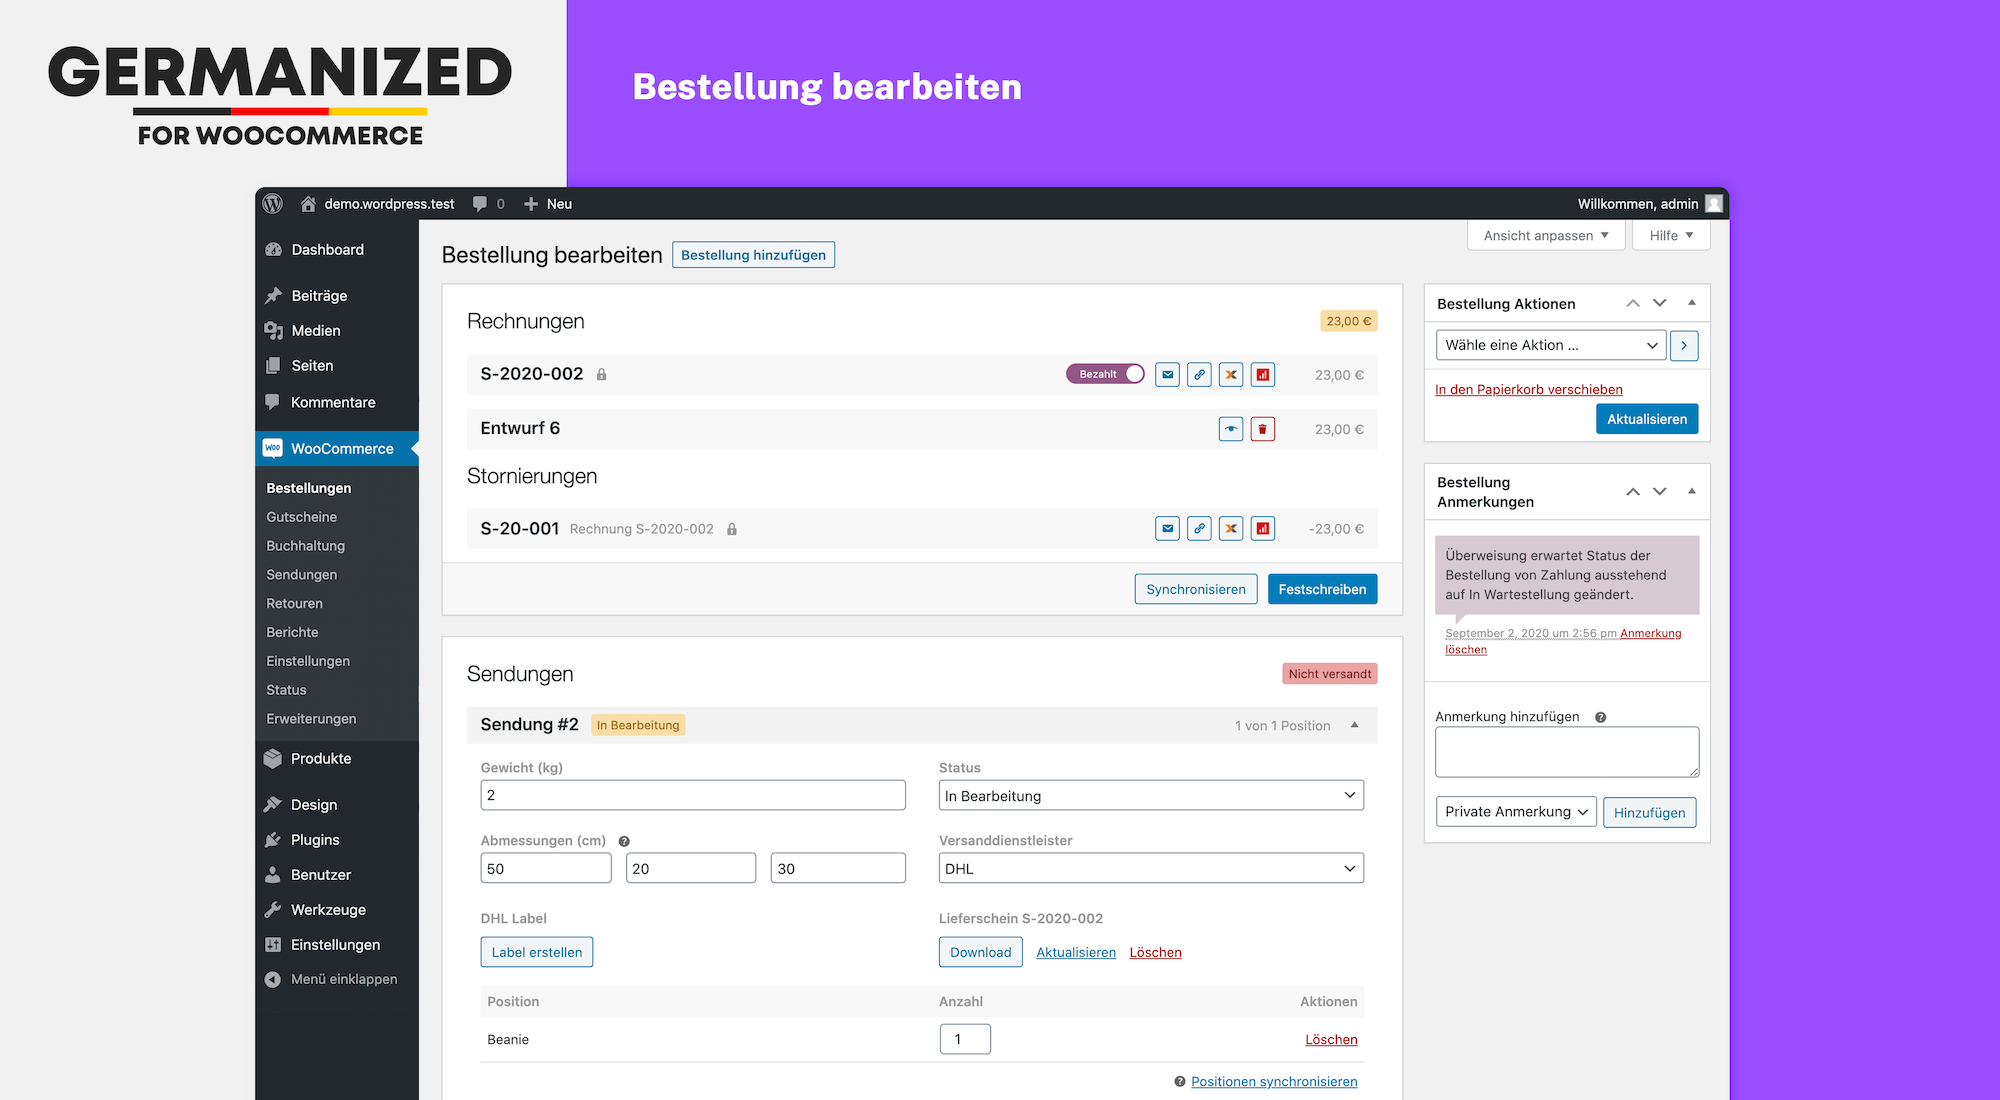 GERMANIZED
FOR WOOCOMMERCE
Bestellung bearbeiten
demo.wordpress.test
0
Neu
Willkommen, admin
Dashboard
Beiträge
Medien
Seiten
Kommentare
woo
WooCommerce
Bestellungen
Gutscheine
Buchhaltung
Sendungen
Retouren
Berichte
Einstellungen
Status
Erweiterungen
Produkte
Design
Plugins
Benutzer
Werkzeuge
Einstellungen
Menü einklappen
Ansicht anpassen
Hilfe
Bestellung bearbeiten
Bestellung hinzufügen
Rechnungen
23,00 €
S-2020-002
Bezahlt
23,00 €
Entwurf 6
23,00 €
Stornierungen
S-20-001 Rechnung S-2020-002
-23,00 €
Synchronisieren
Festschreiben
Sendungen
Nicht versandt
Sendung #2
In Bearbeitung
1 von 1 Position
Gewicht (kg)
2
Status
In Bearbeitung
Abmessungen (cm)
50
20
30
Versanddienstleister
DHL
DHL Label
Label erstellen
Lieferschein S-2020-002
Download
Aktualisieren
Löschen
Position
Anzahl
Aktionen
Beanie
1
Löschen
Positionen synchronisieren
Bestellung Aktionen
Wähle eine Aktion ...
In den Papierkorb verschieben
Aktualisieren
Bestellung
Anmerkungen
Überweisung erwartet Status der
Bestellung von Zahlung ausstehend
auf In Wartestellung geändert.
September 2, 2020 um 2:56 pm Anmerkung
löschen
Anmerkung hinzufügen
Private Anmerkung
Hinzufügen